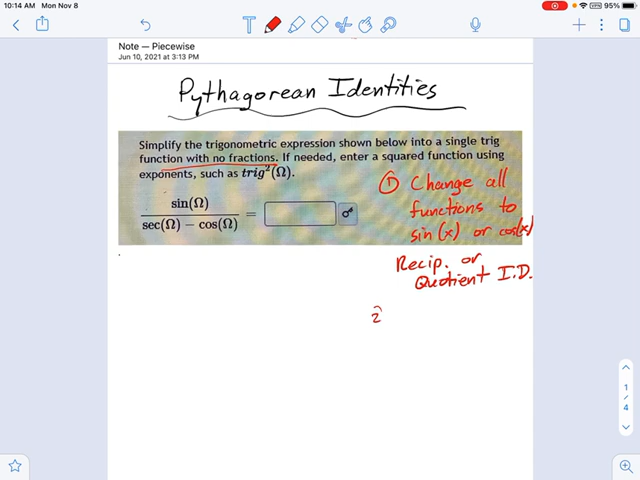 10:14 AM Mon Nov 8
VPN 95%
Note — Piecewise
Jun 10, 2021 at 3:13 PM
Pythagorean Identities
Simplify the trigonometric expression shown below into a single trig
function with no fractions. If needed, enter a squared function using
exponents, such as trig²(Ω).
sin(Ω)
sec(Ω) − cos(Ω)
=
① Change all
functions to
sin(x) or cos(x)
Recip. or
Quotient I.D.
2
1
/
4